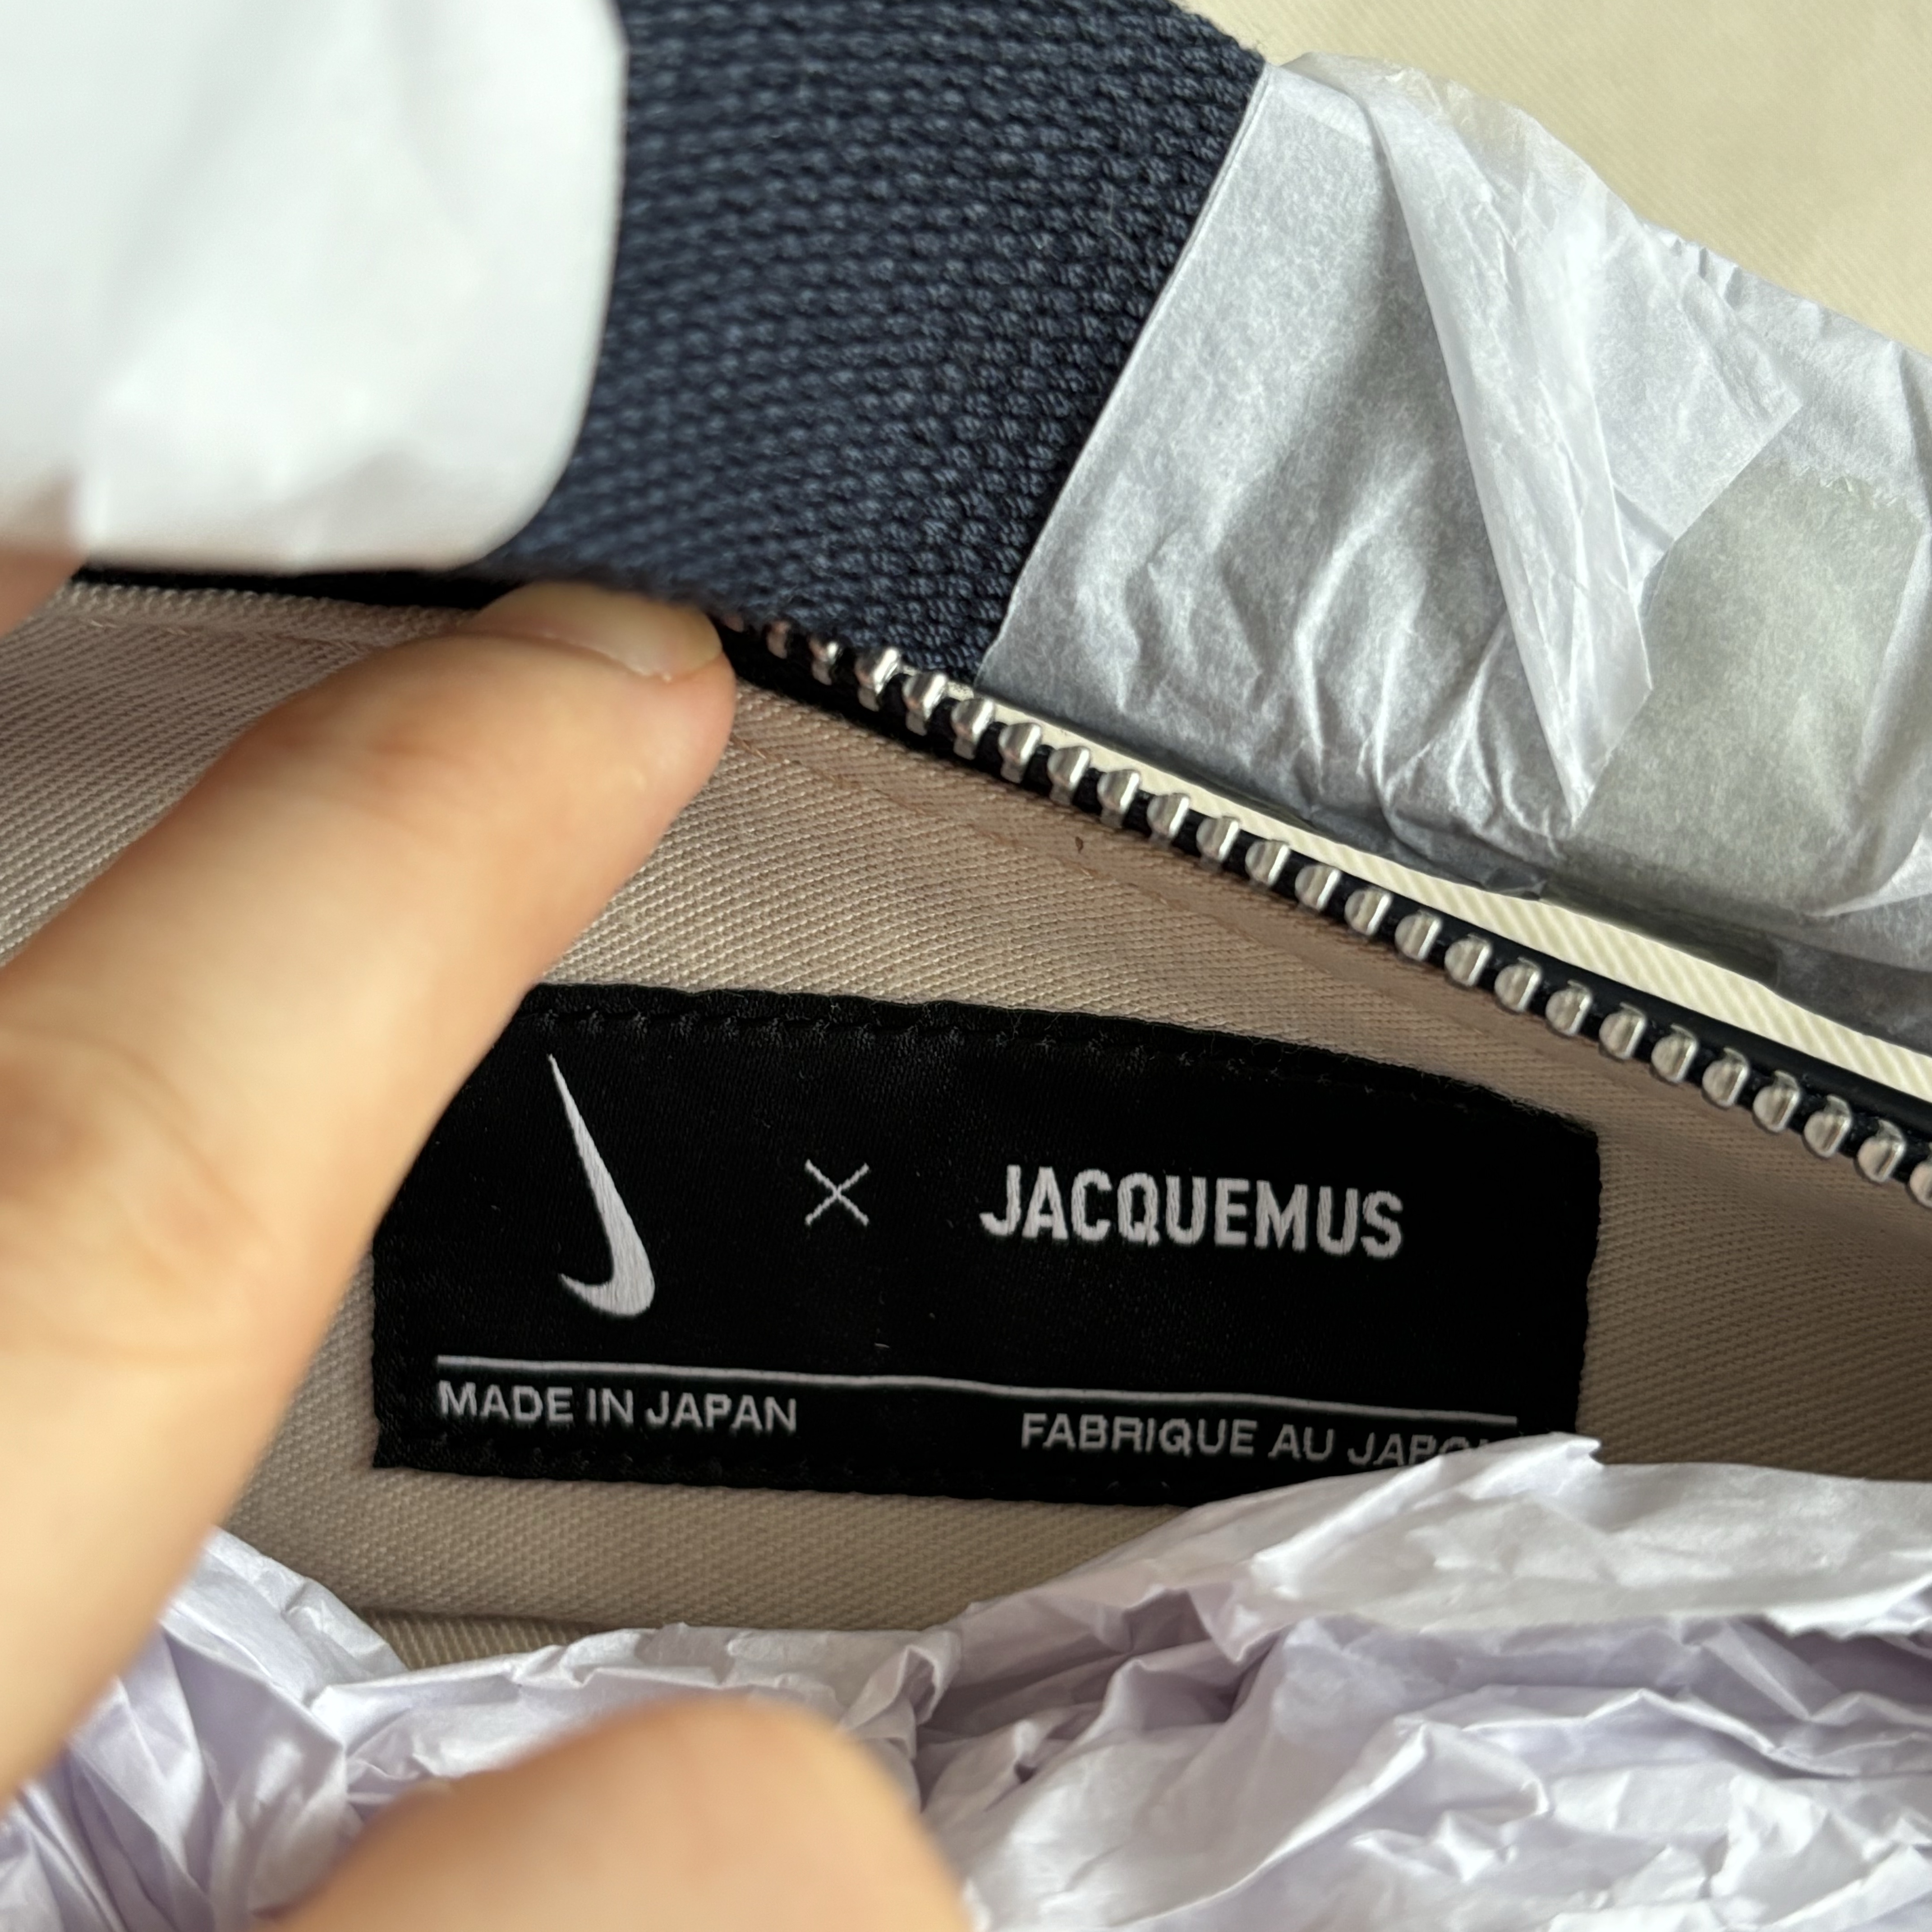 × JACQUEMUS
MADE IN JAPAN
FABRIQUE AU